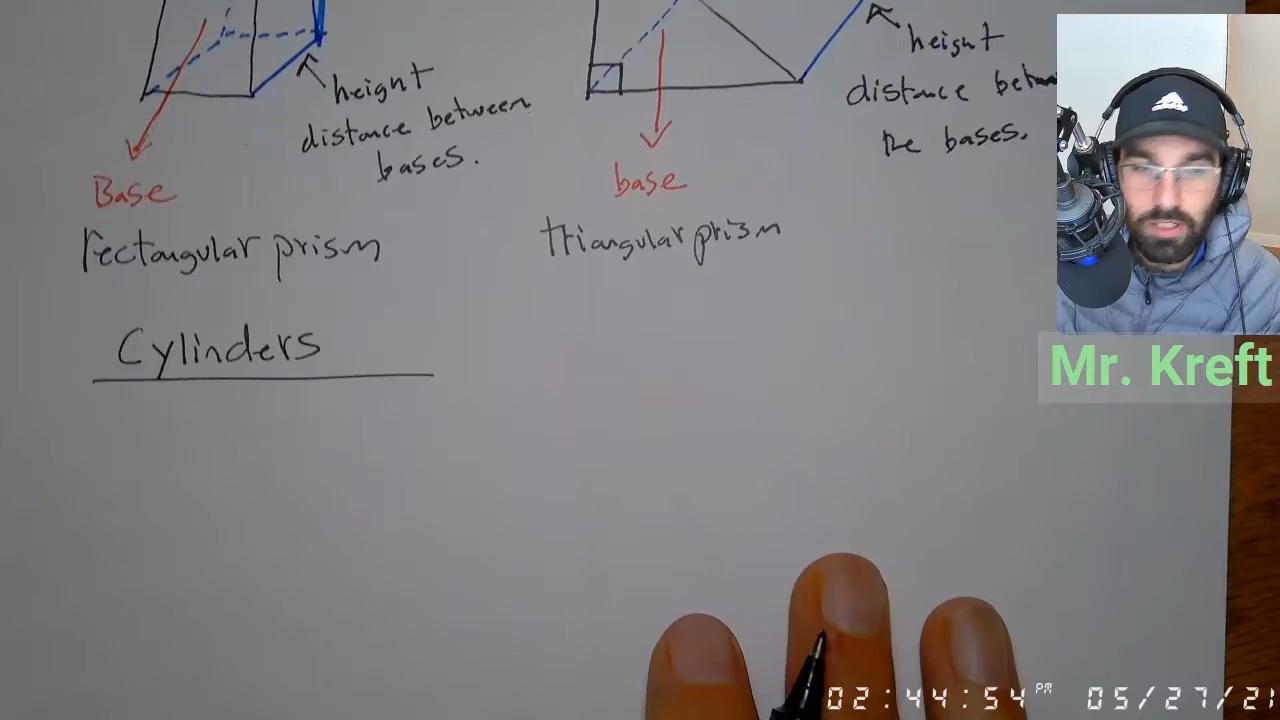 height
distance between
bases.
Base
rectangular prism
height
distance betw
the bases.
base
triangular prism
Cylinders
Mr. Kreft
02:44:54 PM 05/27/21